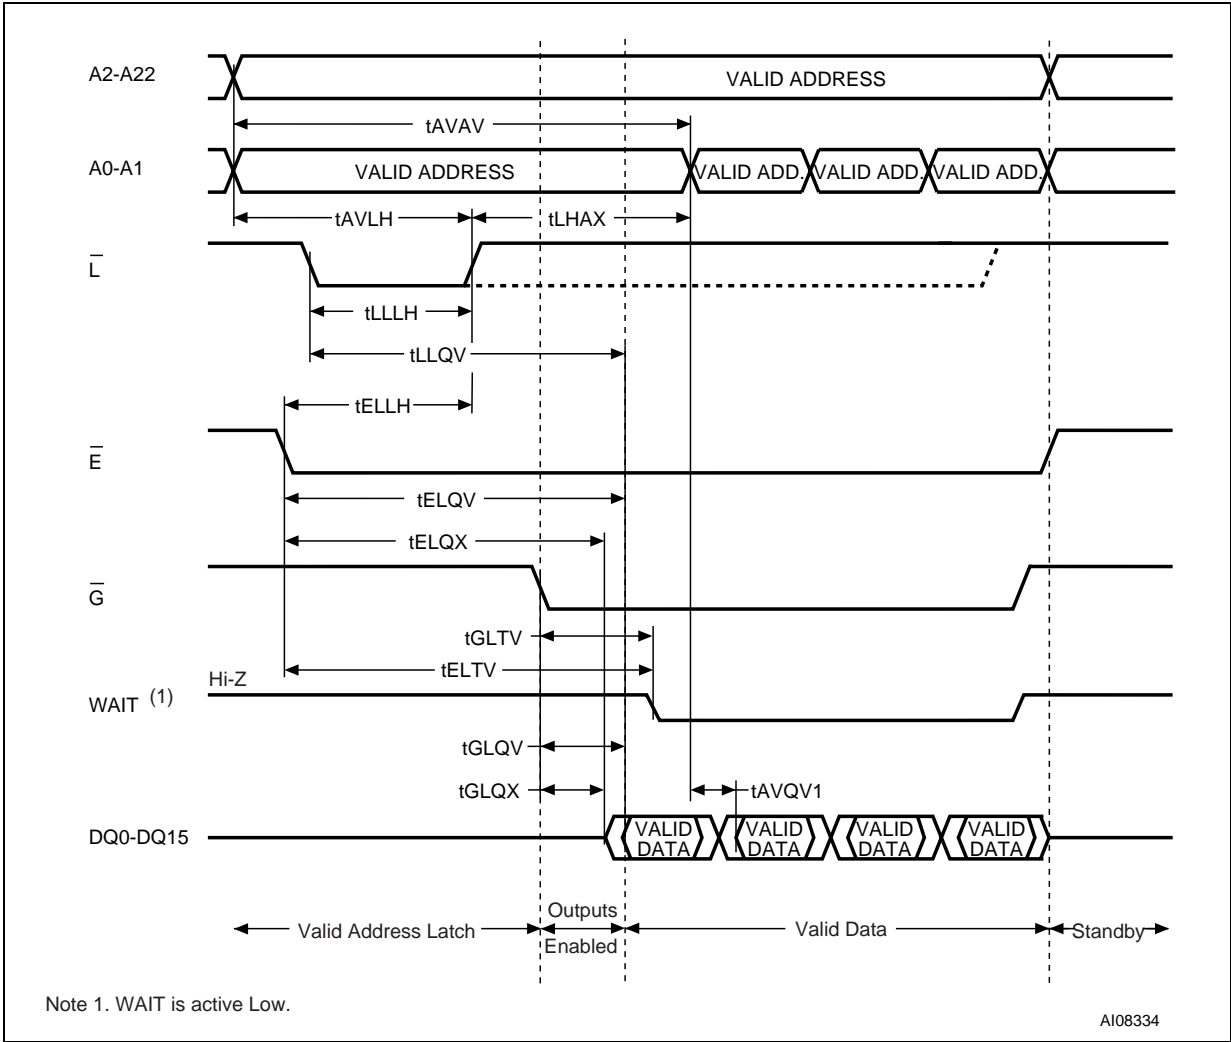 A2-A22
VALID ADDRESS
tAVAV
A0-A1
VALID ADDRESS
VALID ADD.
VALID ADD.
VALID ADD.
tAVLH
tLHAX
L
tLLLH
tLLQV
tELLH
E
tELQV
tELQX
G
tGLTV
tELTV
Hi-Z
WAIT (1)
tGLQV
tGLQX
tAVQV1
DQ0-DQ15
VALID
DATA
VALID
DATA
VALID
DATA
VALID
DATA
Valid Address Latch
Outputs
Enabled
Valid Data
Standby
Note 1. WAIT is active Low.
AI08334